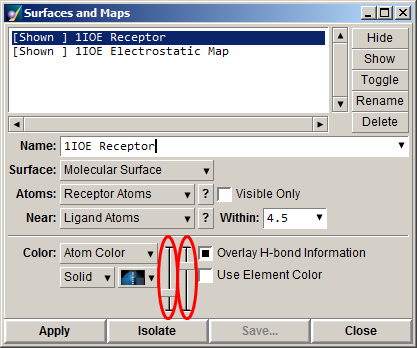 Surfaces and Maps
[Shown ] 1IOE Receptor
[Shown ] 1IOE Electrostatic Map
Hide
Show
Toggle
Rename
Delete
Name: 1IOE Receptor
Surface: Molecular Surface
Atoms: Receptor Atoms ? Visible Only
Near: Ligand Atoms ? Within: 4.5
Color: Atom Color Overlay H-bond Information
Solid Use Element Color
Apply Isolate Save... Close